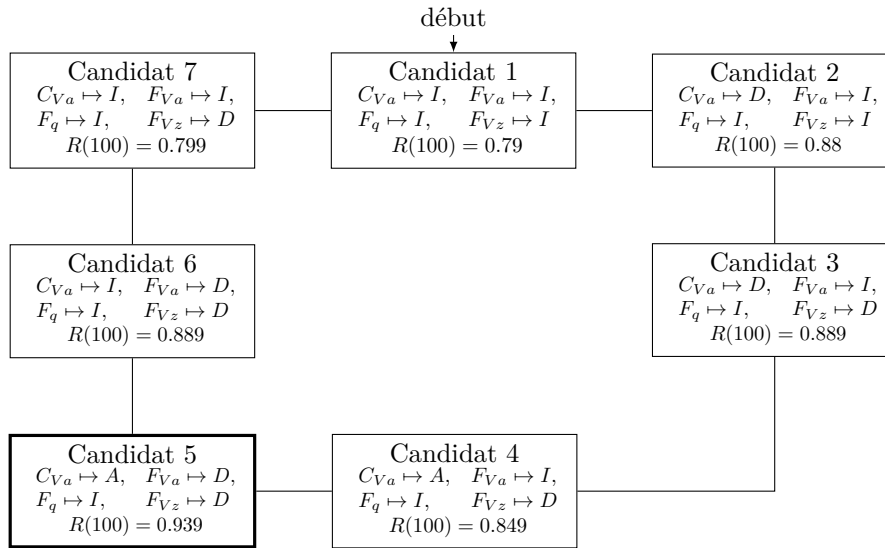 début
Candidat 7
C_{Va} ↦ I, F_{Va} ↦ I,
F_q ↦ I, F_{Vz} ↦ D
R(100) = 0.799
Candidat 1
C_{Va} ↦ I, F_{Va} ↦ I,
F_q ↦ I, F_{Vz} ↦ I
R(100) = 0.79
Candidat 2
C_{Va} ↦ D, F_{Va} ↦ I,
F_q ↦ I, F_{Vz} ↦ I
R(100) = 0.88
Candidat 6
C_{Va} ↦ I, F_{Va} ↦ D,
F_q ↦ I, F_{Vz} ↦ D
R(100) = 0.889
Candidat 3
C_{Va} ↦ D, F_{Va} ↦ I,
F_q ↦ I, F_{Vz} ↦ D
R(100) = 0.889
Candidat 5
C_{Va} ↦ A, F_{Va} ↦ D,
F_q ↦ I, F_{Vz} ↦ D
R(100) = 0.939
Candidat 4
C_{Va} ↦ A, F_{Va} ↦ I,
F_q ↦ I, F_{Vz} ↦ D
R(100) = 0.849